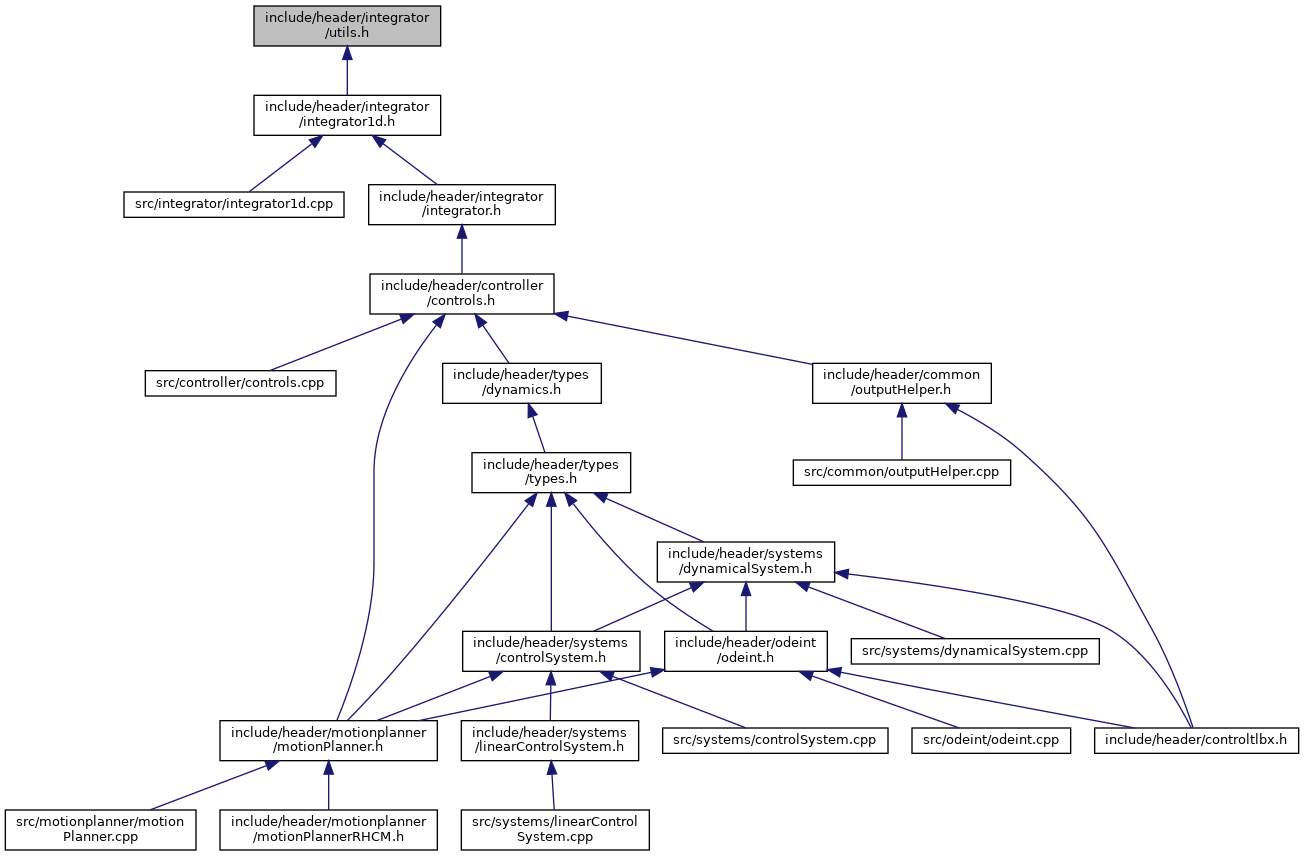 include/header/integrator
/utils.h
include/header/integrator
/integrator1d.h
src/integrator/integrator1d.cpp
include/header/integrator
/integrator.h
include/header/controller
/controls.h
src/controller/controls.cpp
include/header/types
/dynamics.h
include/header/common
/outputHelper.h
include/header/types
/types.h
src/common/outputHelper.cpp
include/header/systems
/dynamicalSystem.h
include/header/systems
/controlSystem.h
include/header/odeint
/odeint.h
src/systems/dynamicalSystem.cpp
include/header/motionplanner
/motionPlanner.h
include/header/systems
/linearControlSystem.h
src/systems/controlSystem.cpp
src/odeint/odeint.cpp
include/header/controltlbx.h
src/motionplanner/motion
Planner.cpp
include/header/motionplanner
/motionPlannerRHCM.h
src/systems/linearControl
System.cpp